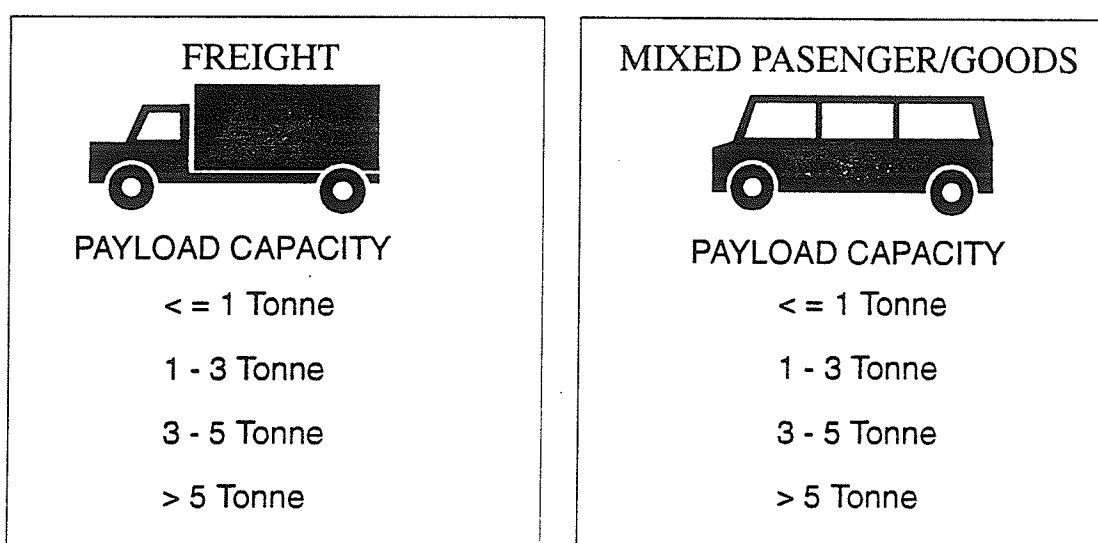 FREIGHT
PAYLOAD CAPACITY
< = 1 Tonne
1 - 3 Tonne
3 - 5 Tonne
> 5 Tonne
MIXED PASENGER/GOODS
PAYLOAD CAPACITY
< = 1 Tonne
1 - 3 Tonne
3 - 5 Tonne
> 5 Tonne